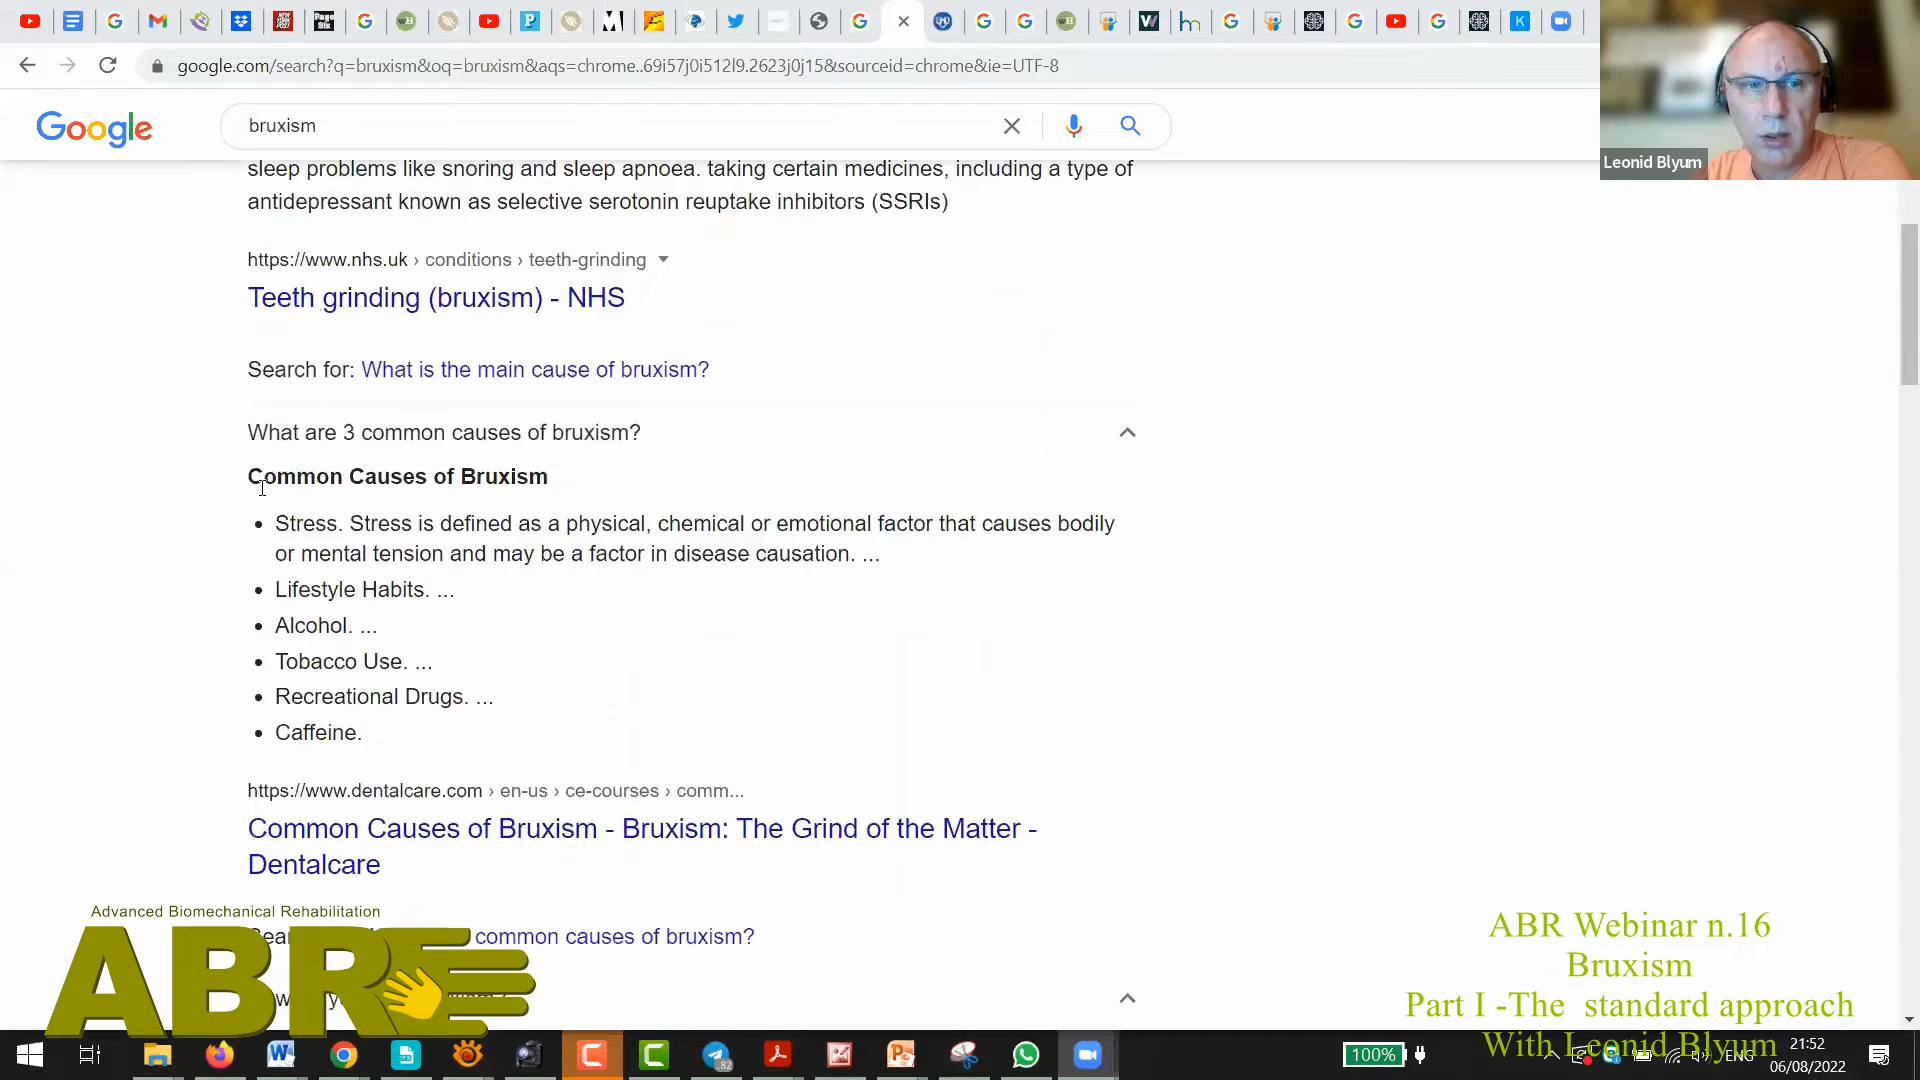 google.com/search?q=bruxism&oq=bruxism&aqs=chrome..69i57j0i512l9.2623j0j15&sourceid=chrome&ie=UTF-8
Google
bruxism
Leonid Blyum
sleep problems like snoring and sleep apnoea. taking certain medicines, including a type of
antidepressant known as selective serotonin reuptake inhibitors (SSRIs)
https://www.nhs.uk › conditions › teeth-grinding
Teeth grinding (bruxism) - NHS
Search for: What is the main cause of bruxism?
What are 3 common causes of bruxism?
Common Causes of Bruxism
• Stress. Stress is defined as a physical, chemical or emotional factor that causes bodily
or mental tension and may be a factor in disease causation. ...
• Lifestyle Habits. ...
• Alcohol. ...
• Tobacco Use. ...
• Recreational Drugs. ...
• Caffeine.
https://www.dentalcare.com › en-us › ce-courses › comm...
Common Causes of Bruxism - Bruxism: The Grind of the Matter -
Dentalcare
common causes of bruxism?
Advanced Biomechanical Rehabilitation
ABR
ABR Webinar n.16
Bruxism
Part I -The standard approach
With Leonid Blyum
100%
ENG
21:52
06/08/2022